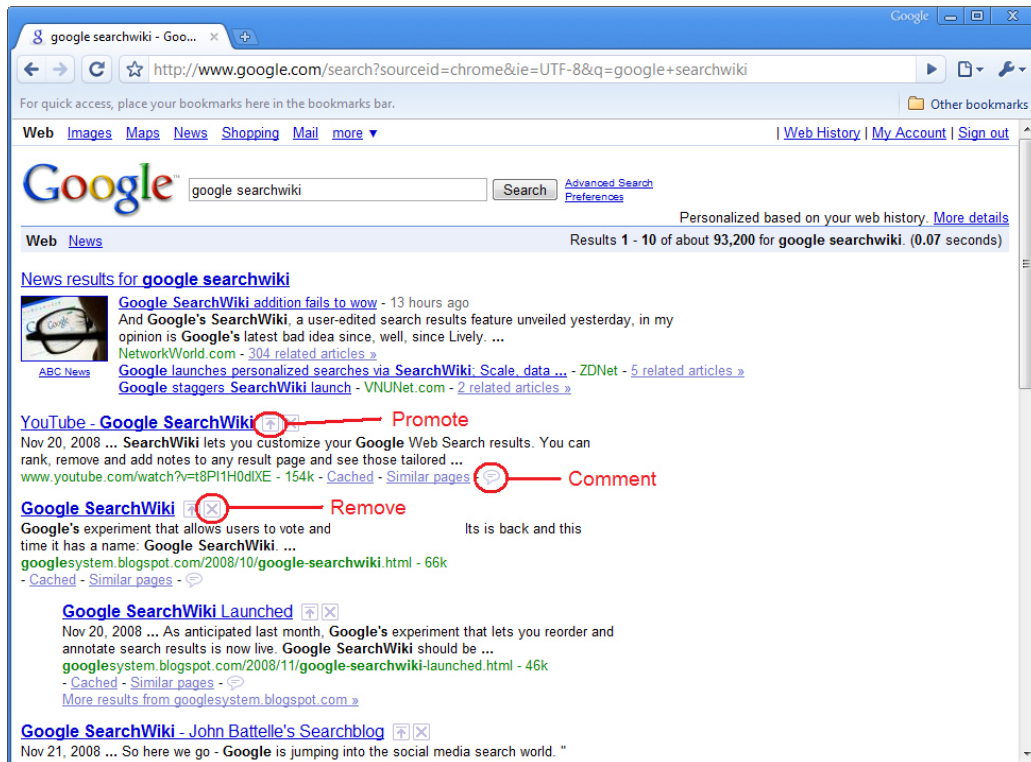 Google
google searchwiki - Goo...
http://www.google.com/search?sourceid=chrome&ie=UTF-8&q=google+searchwiki
For quick access, place your bookmarks here in the bookmarks bar.
Other bookmarks
Web Images Maps News Shopping Mail more ▼
| Web History | My Account | Sign out
Google™
google searchwiki
Search
Advanced Search
Preferences
Personalized based on your web history. More details
Web News
Results 1 - 10 of about 93,200 for google searchwiki. (0.07 seconds)
News results for google searchwiki
Google SearchWiki addition fails to wow - 13 hours ago
And Google's SearchWiki, a user-edited search results feature unveiled yesterday, in my
opinion is Google's latest bad idea since, well, since Lively. ...
NetworkWorld.com - 304 related articles »
ABC News
Google launches personalized searches via SearchWiki; Scale, data ... - ZDNet - 5 related articles »
Google staggers SearchWiki launch - VNUNet.com - 2 related articles »
YouTube - Google SearchWiki
Promote
Nov 20, 2008 ... SearchWiki lets you customize your Google Web Search results. You can
rank, remove and add notes to any result page and see those tailored ...
www.youtube.com/watch?v=t8Pl1H0dlXE - 154k - Cached - Similar pages -
Comment
Google SearchWiki
Remove
Google's experiment that allows users to vote and lts is back and this
time it has a name: Google SearchWiki. ...
googlesystem.blogspot.com/2008/10/google-searchwiki.html - 66k
- Cached - Similar pages -
Google SearchWiki Launched
Nov 20, 2008 ... As anticipated last month, Google's experiment that lets you reorder and
annotate search results is now live. Google SearchWiki should be ...
googlesystem.blogspot.com/2008/11/google-searchwiki-launched.html - 46k
- Cached - Similar pages -
More results from googlesystem.blogspot.com »
Google SearchWiki - John Battelle's Searchblog
Nov 21, 2008 ... So here we go - Google is jumping into the social media search world. "